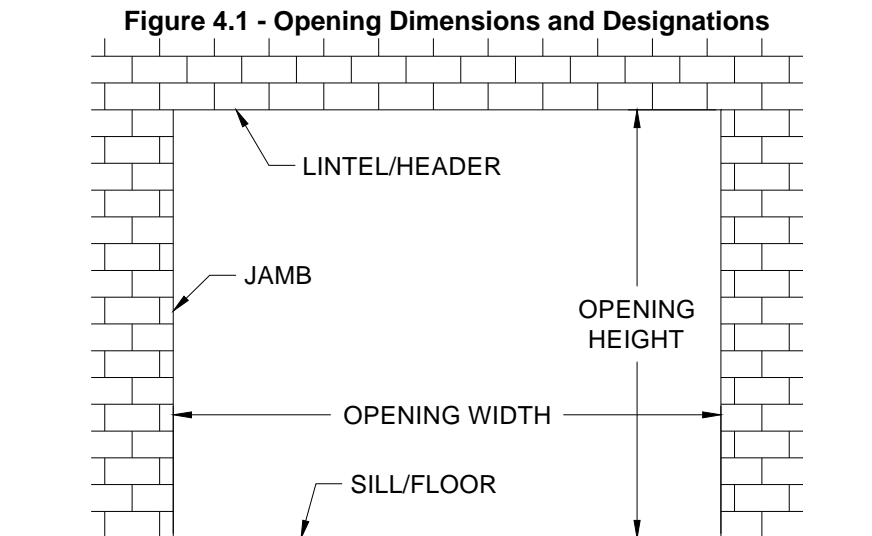 Figure 4.1 - Opening Dimensions and Designations
LINTEL/HEADER
JAMB
OPENING
HEIGHT
OPENING WIDTH
SILL/FLOOR